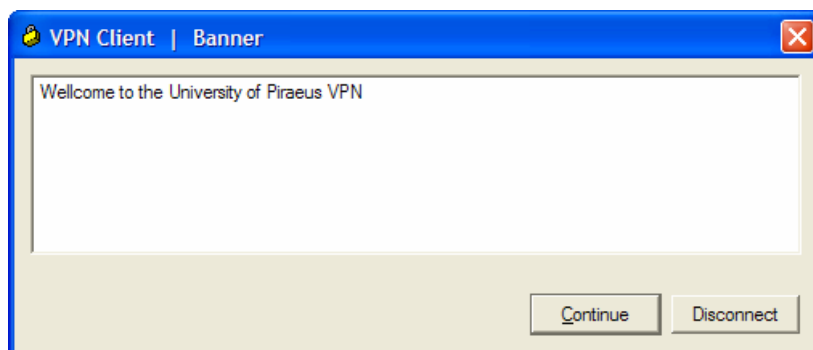 VPN Client | Banner
Wellcome to the University of Piraeus VPN
Continue Disconnect